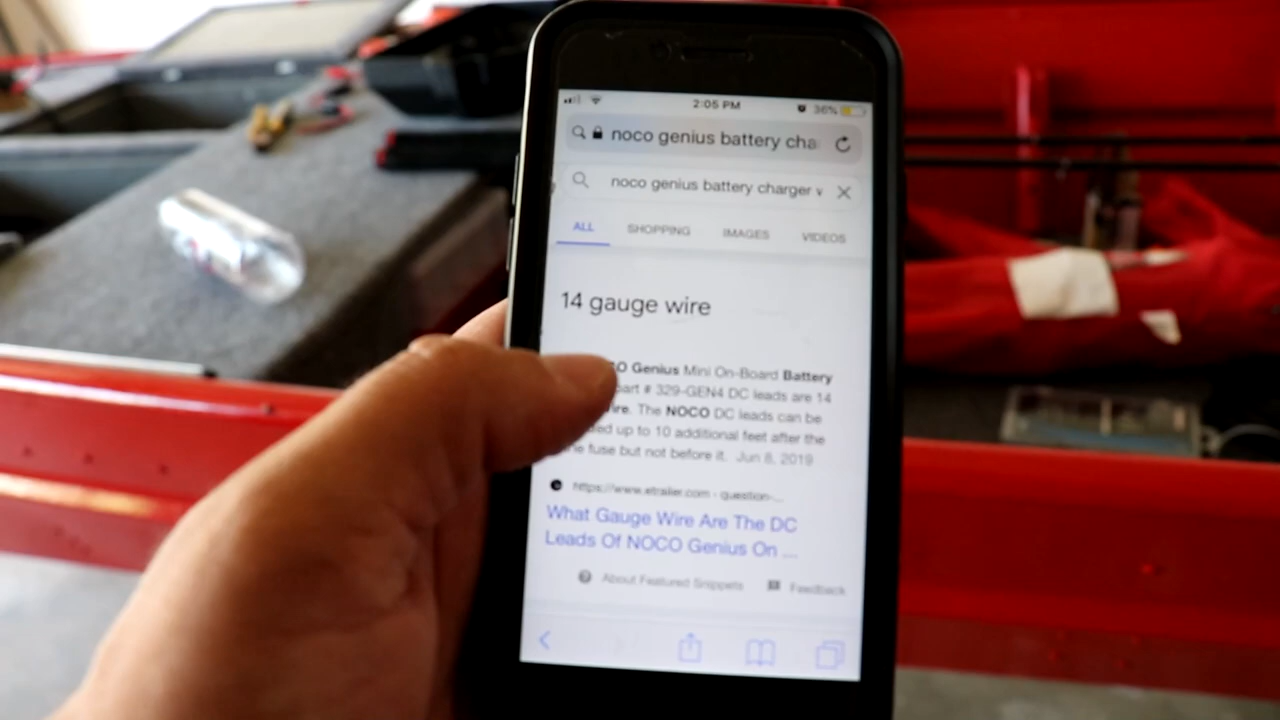 2:05 PM
36%
noco genius battery cha
noco genius battery charger v
ALL SHOPPING IMAGES VIDEOS
14 gauge wire
O Genius Mini On-Board Battery
part # 329-GEN4 DC leads are 14
The NOCO DC leads can be
up to 10 additional feet after the
fuse but not before it. Jun 8, 2019
https://www.etrailer.com › question-...
What Gauge Wire Are The DC
Leads Of NOCO Genius On ...
About Featured Snippets Feedback